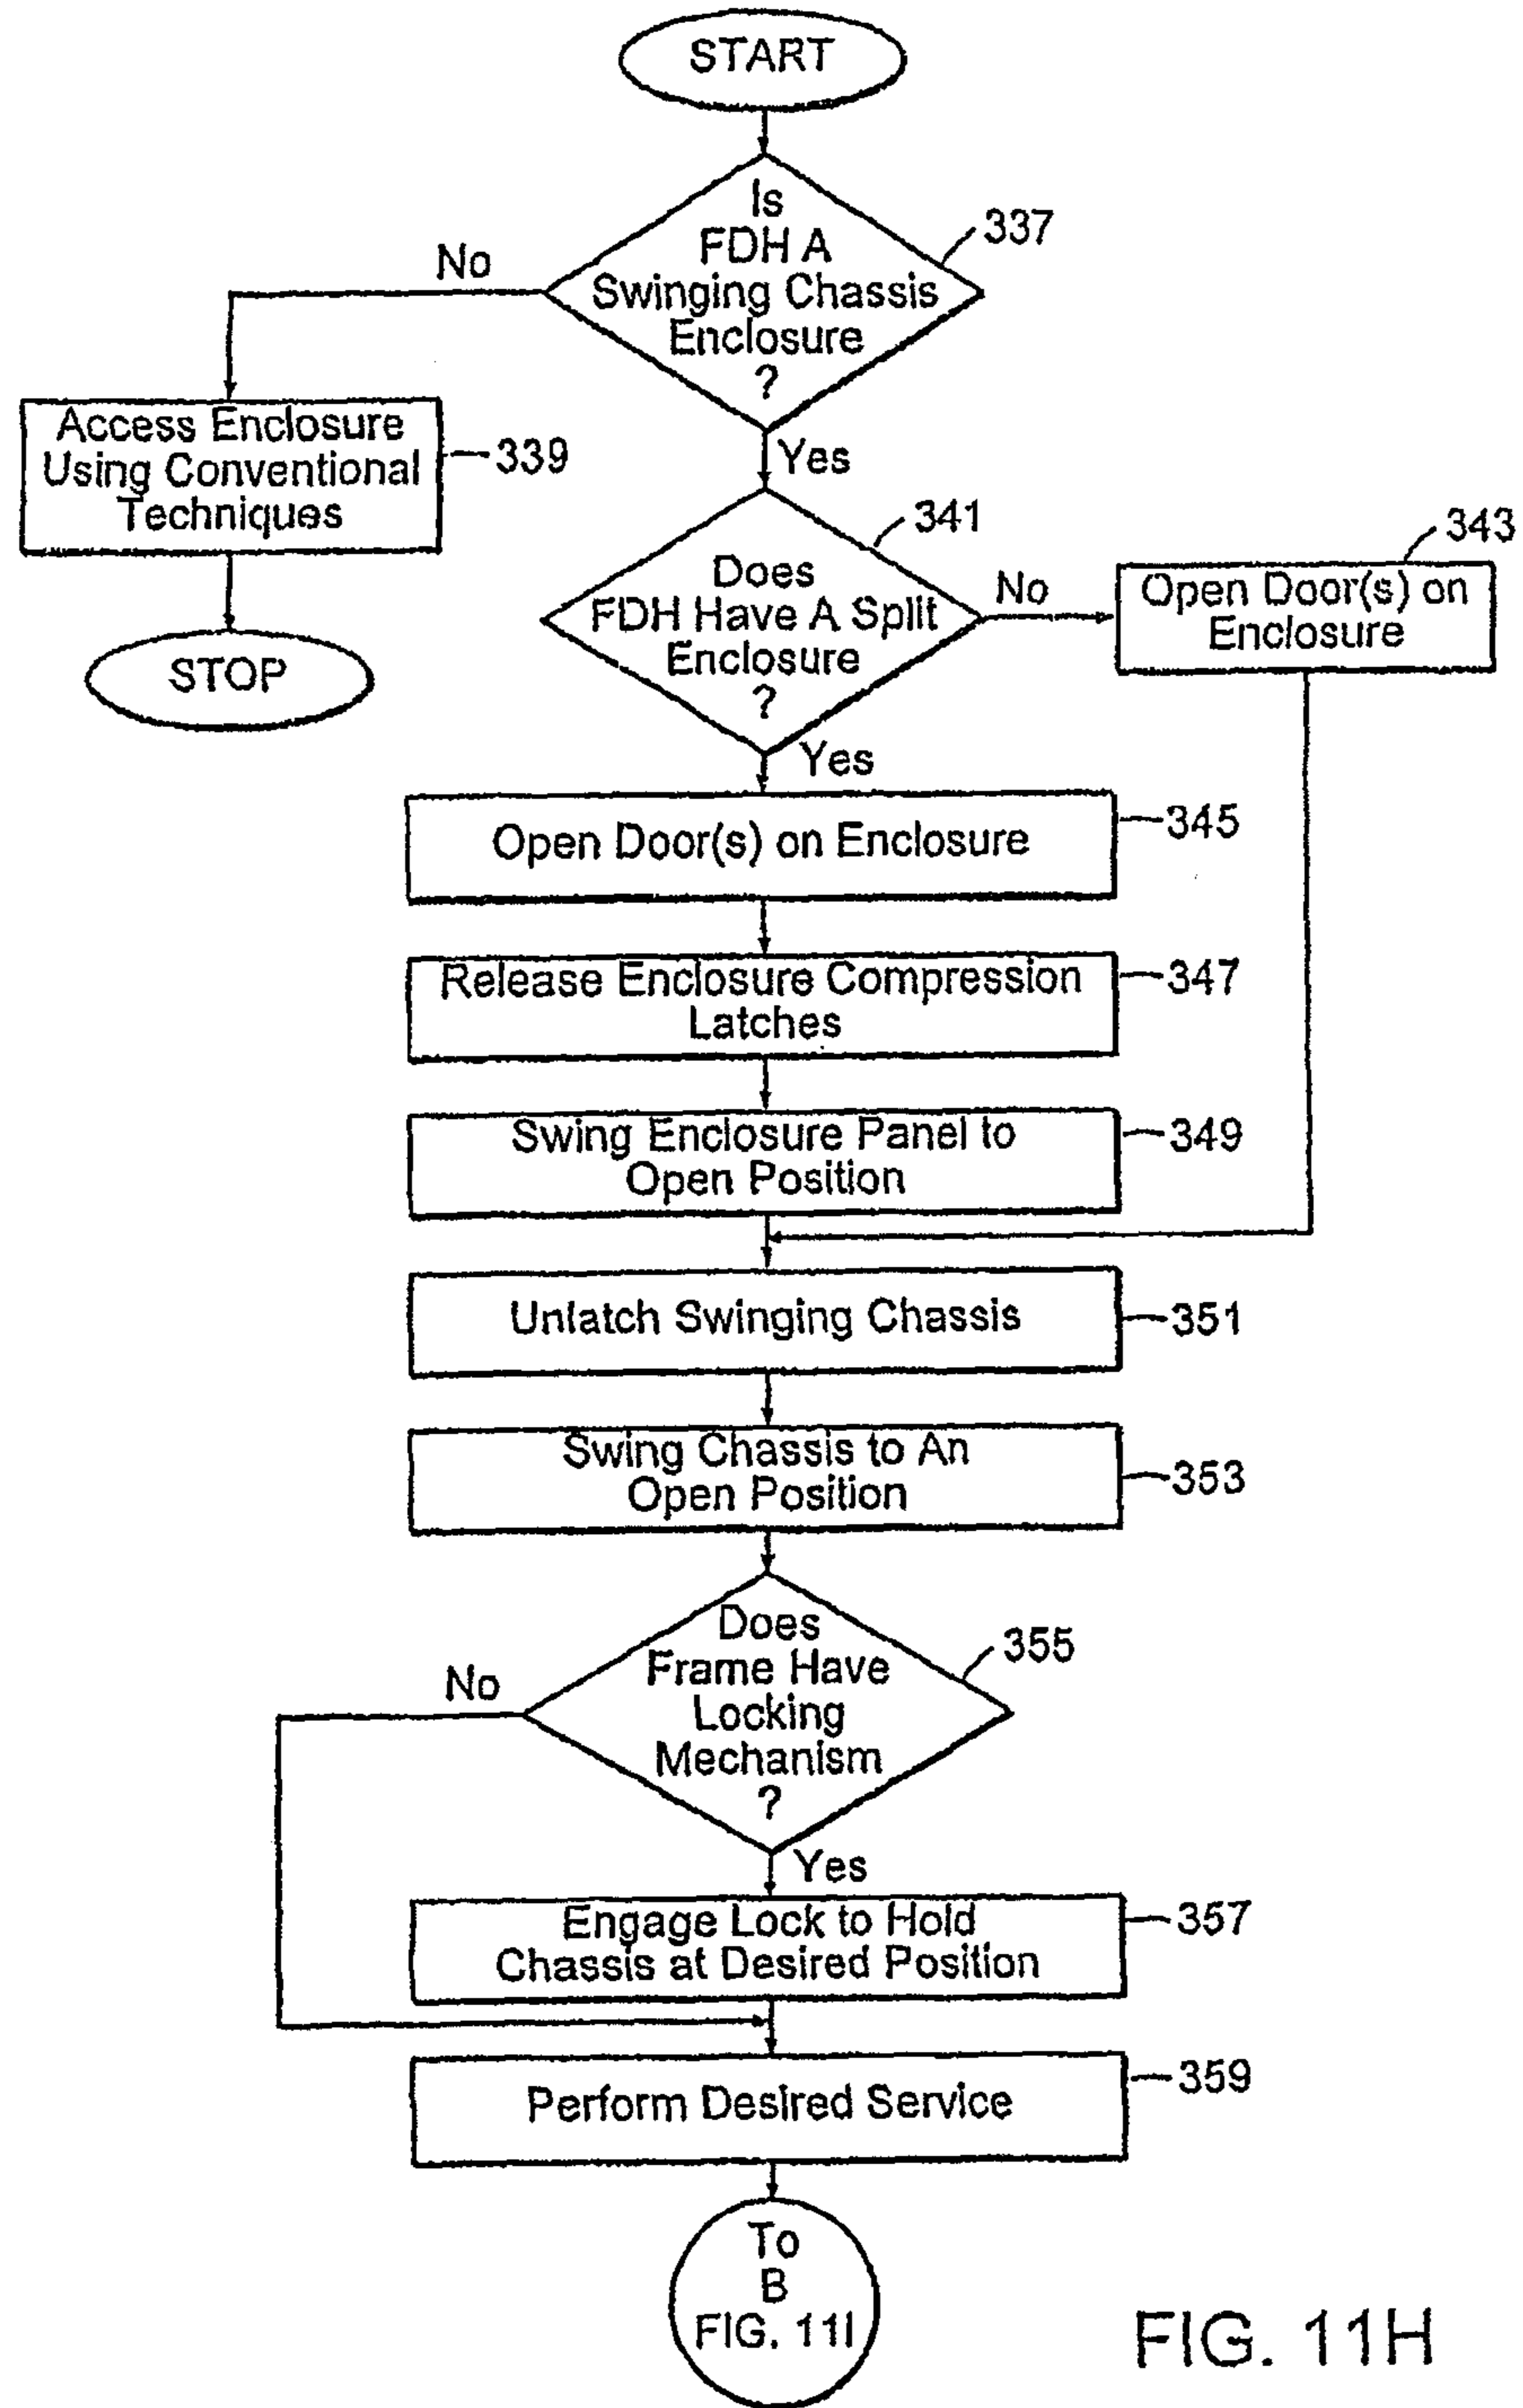 START
Is
FDH A
Swinging Chassis
Enclosure
?
337
No
Yes
Access Enclosure
Using Conventional
Techniques
339
STOP
Does
FDH Have A Split
Enclosure
?
341
No
Yes
Open Door(s) on
Enclosure
343
Open Door(s) on Enclosure
345
Release Enclosure Compression
Latches
347
Swing Enclosure Panel to
Open Position
349
Unlatch Swinging Chassis
351
Swing Chassis to An
Open Position
353
Does
Frame Have
Locking
Mechanism
?
355
No
Yes
Engage Lock to Hold
Chassis at Desired Position
357
Perform Desired Service
359
To
B
FIG. 11I
FIG. 11H